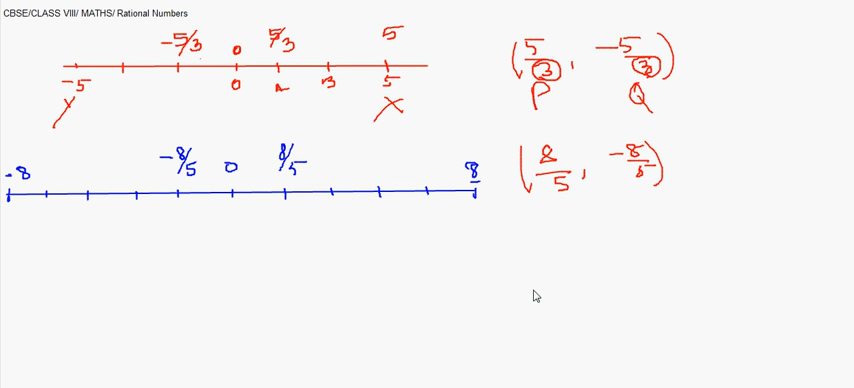 CBSE/CLASS VIII/ MATHS/ Rational Numbers
-5/3 0 5/3 5
(5/3, -5/3)
-5 0 3 5
P Q
-8 -8/5 0 8/5 8
(8/5, -8/5)